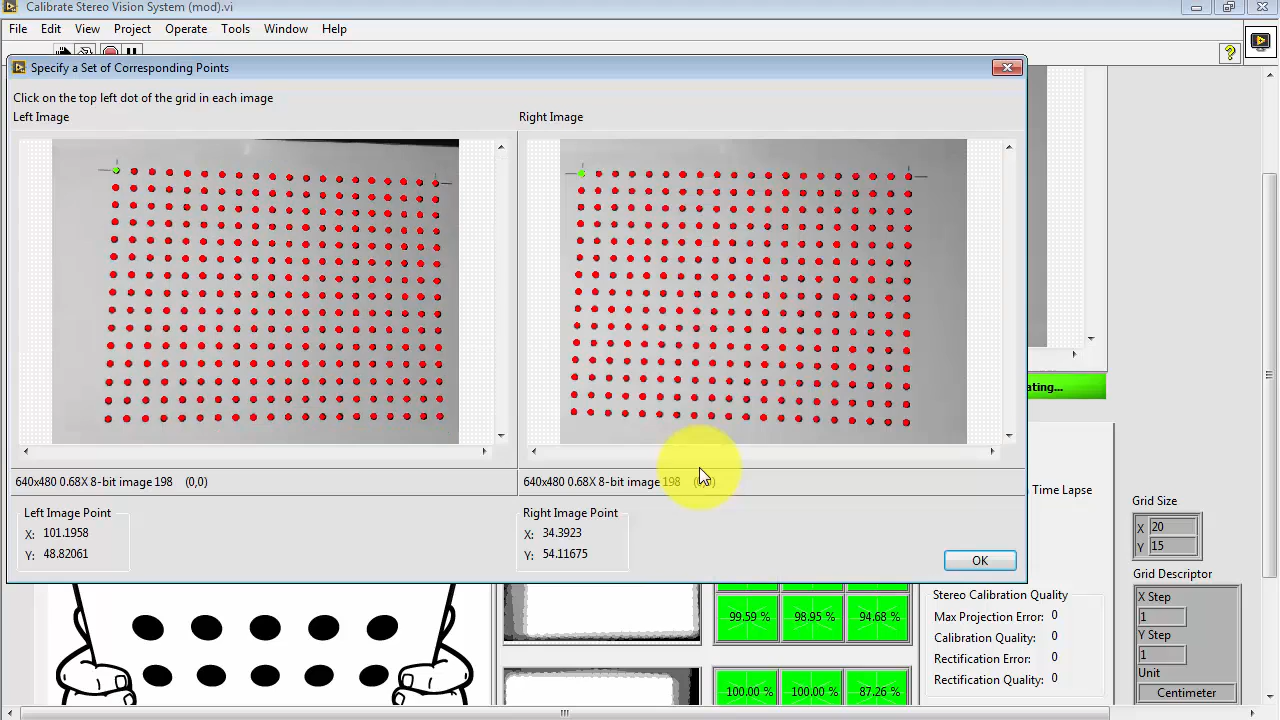 Calibrate Stereo Vision System (mod).vi
File Edit View Project Operate Tools Window Help
Specify a Set of Corresponding Points
Click on the top left dot of the grid in each image
Left Image
Right Image
640x480 0.68X 8-bit image 198 (0,0)
640x480 0.68X 8-bit image 198 (0,0)
Left Image Point
X: 101.1958
Y: 48.82061
Right Image Point
X: 34.3923
Y: 54.11675
OK
ating...
Time Lapse
Grid Size
X 20
Y 15
Grid Descriptor
X Step
1
Y Step
1
Unit
Centimeter
99.59 % 98.95 % 94.68 %
100.00 % 100.00 % 87.26 %
Stereo Calibration Quality
Max Projection Error: 0
Calibration Quality: 0
Rectification Error: 0
Rectification Quality: 0